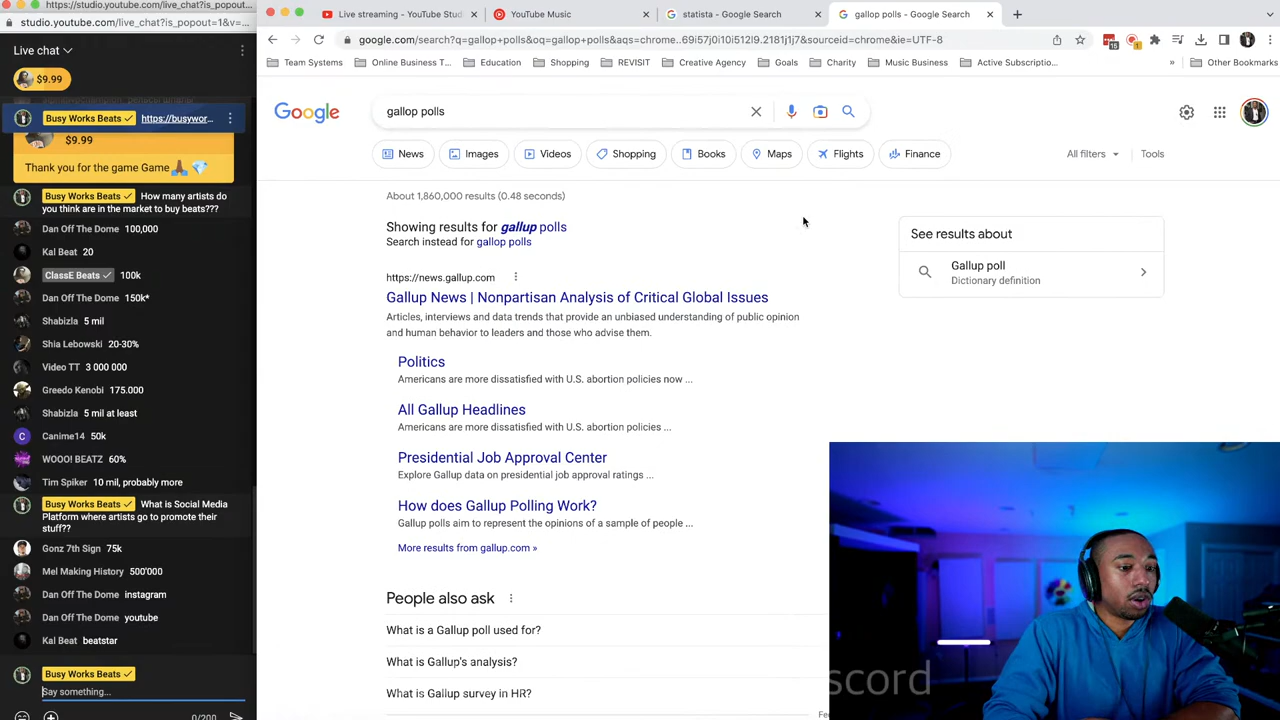 studio.youtube.com/live_chat?is_popout=1&v=
studio.youtube.com/live_chat?is_popout=1&v=...
Live chat
$9.99
Busy Works Beats https://busywor...
$9.99
Thank you for the game Game🙏🏾 💎
Busy Works Beats How many artists do
you think are in the market to buy beats???
Dan Off The Dome 100,000
Kal Beat 20
ClassE Beats 100k
Dan Off The Dome 150k*
Shabizla 5 mil
Shia Lebowski 20-30%
Video TT 3 000 000
Greedo Kenobi 175.000
Shabizla 5 mil at least
Canime14 50k
WOOO! BEATZ 60%
Tim Spiker 10 mil, probably more
Busy Works Beats What is Social Media
Platform where artists go to promote their
stuff??
Gonz 7th Sign 75k
Mel Making History 500'000
Dan Off The Dome instagram
Dan Off The Dome youtube
Kal Beat beatstar
Busy Works Beats
Say something...
0/200
Live streaming - YouTube Stud
YouTube Music
statista - Google Search
gallop polls - Google Search
google.com/search?q=gallop+polls&oq=gallop+polls&aqs=chrome..69i57j0i10i512l9.2181j1j7&sourceid=chrome&ie=UTF-8
15
1
Team Systems
Online Business T...
Education
Shopping
REVISIT
Creative Agency
Goals
Charity
Music Business
Active Subscriptio...
»
Other Bookmarks
Google
gallop polls
News
Images
Videos
Shopping
Books
Maps
Flights
Finance
All filters
Tools
About 1,860,000 results (0.48 seconds)
Showing results for gallup polls
Search instead for gallop polls
https://news.gallup.com
Gallup News | Nonpartisan Analysis of Critical Global Issues
Articles, interviews and data trends that provide an unbiased understanding of public opinion
and human behavior to leaders and those who advise them.
Politics
Americans are more dissatisfied with U.S. abortion policies now ...
All Gallup Headlines
Americans are more dissatisfied with U.S. abortion policies ...
Presidential Job Approval Center
Explore Gallup data on presidential job approval ratings ...
How does Gallup Polling Work?
Gallup polls aim to represent the opinions of a sample of people ...
More results from gallup.com »
People also ask
What is a Gallup poll used for?
What is Gallup's analysis?
What is Gallup survey in HR?
See results about
Gallup poll
Dictionary definition
scord